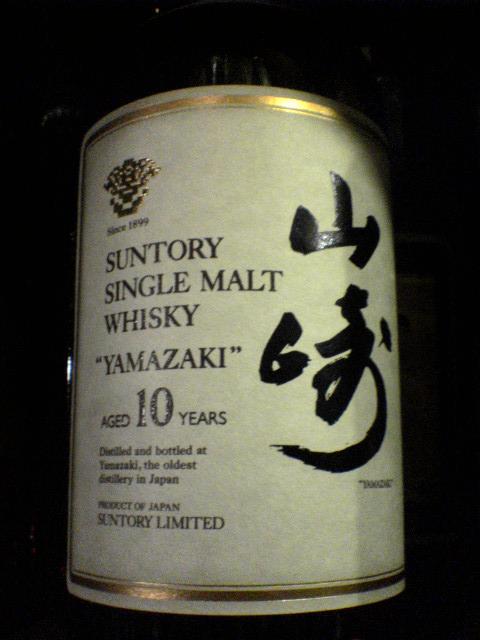 Since 1899
SUNTORY
SINGLE MALT
WHISKY
"YAMAZAKI"
AGED 10 YEARS
Distilled and bottled at
Yamazaki, the oldest
distillery in Japan
PRODUCT OF JAPAN
SUNTORY LIMITED
山崎
"YAMAZAKI"